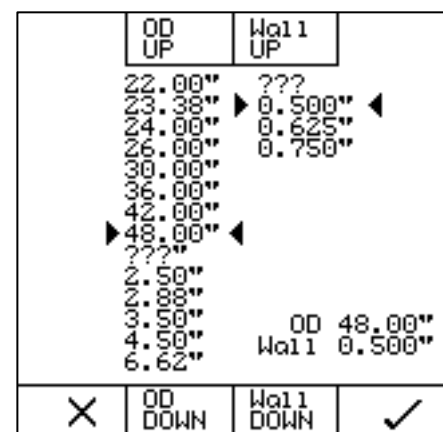 OD UP
Wall UP
22.00" ???
23.38" 0.500"
24.00" 0.625"
26.00" 0.750"
30.00"
36.00"
42.00"
48.00"
???"
2.50"
2.88"
3.50" OD 48.00"
4.50" Wall 0.500"
6.62"
OD DOWN
Wall DOWN